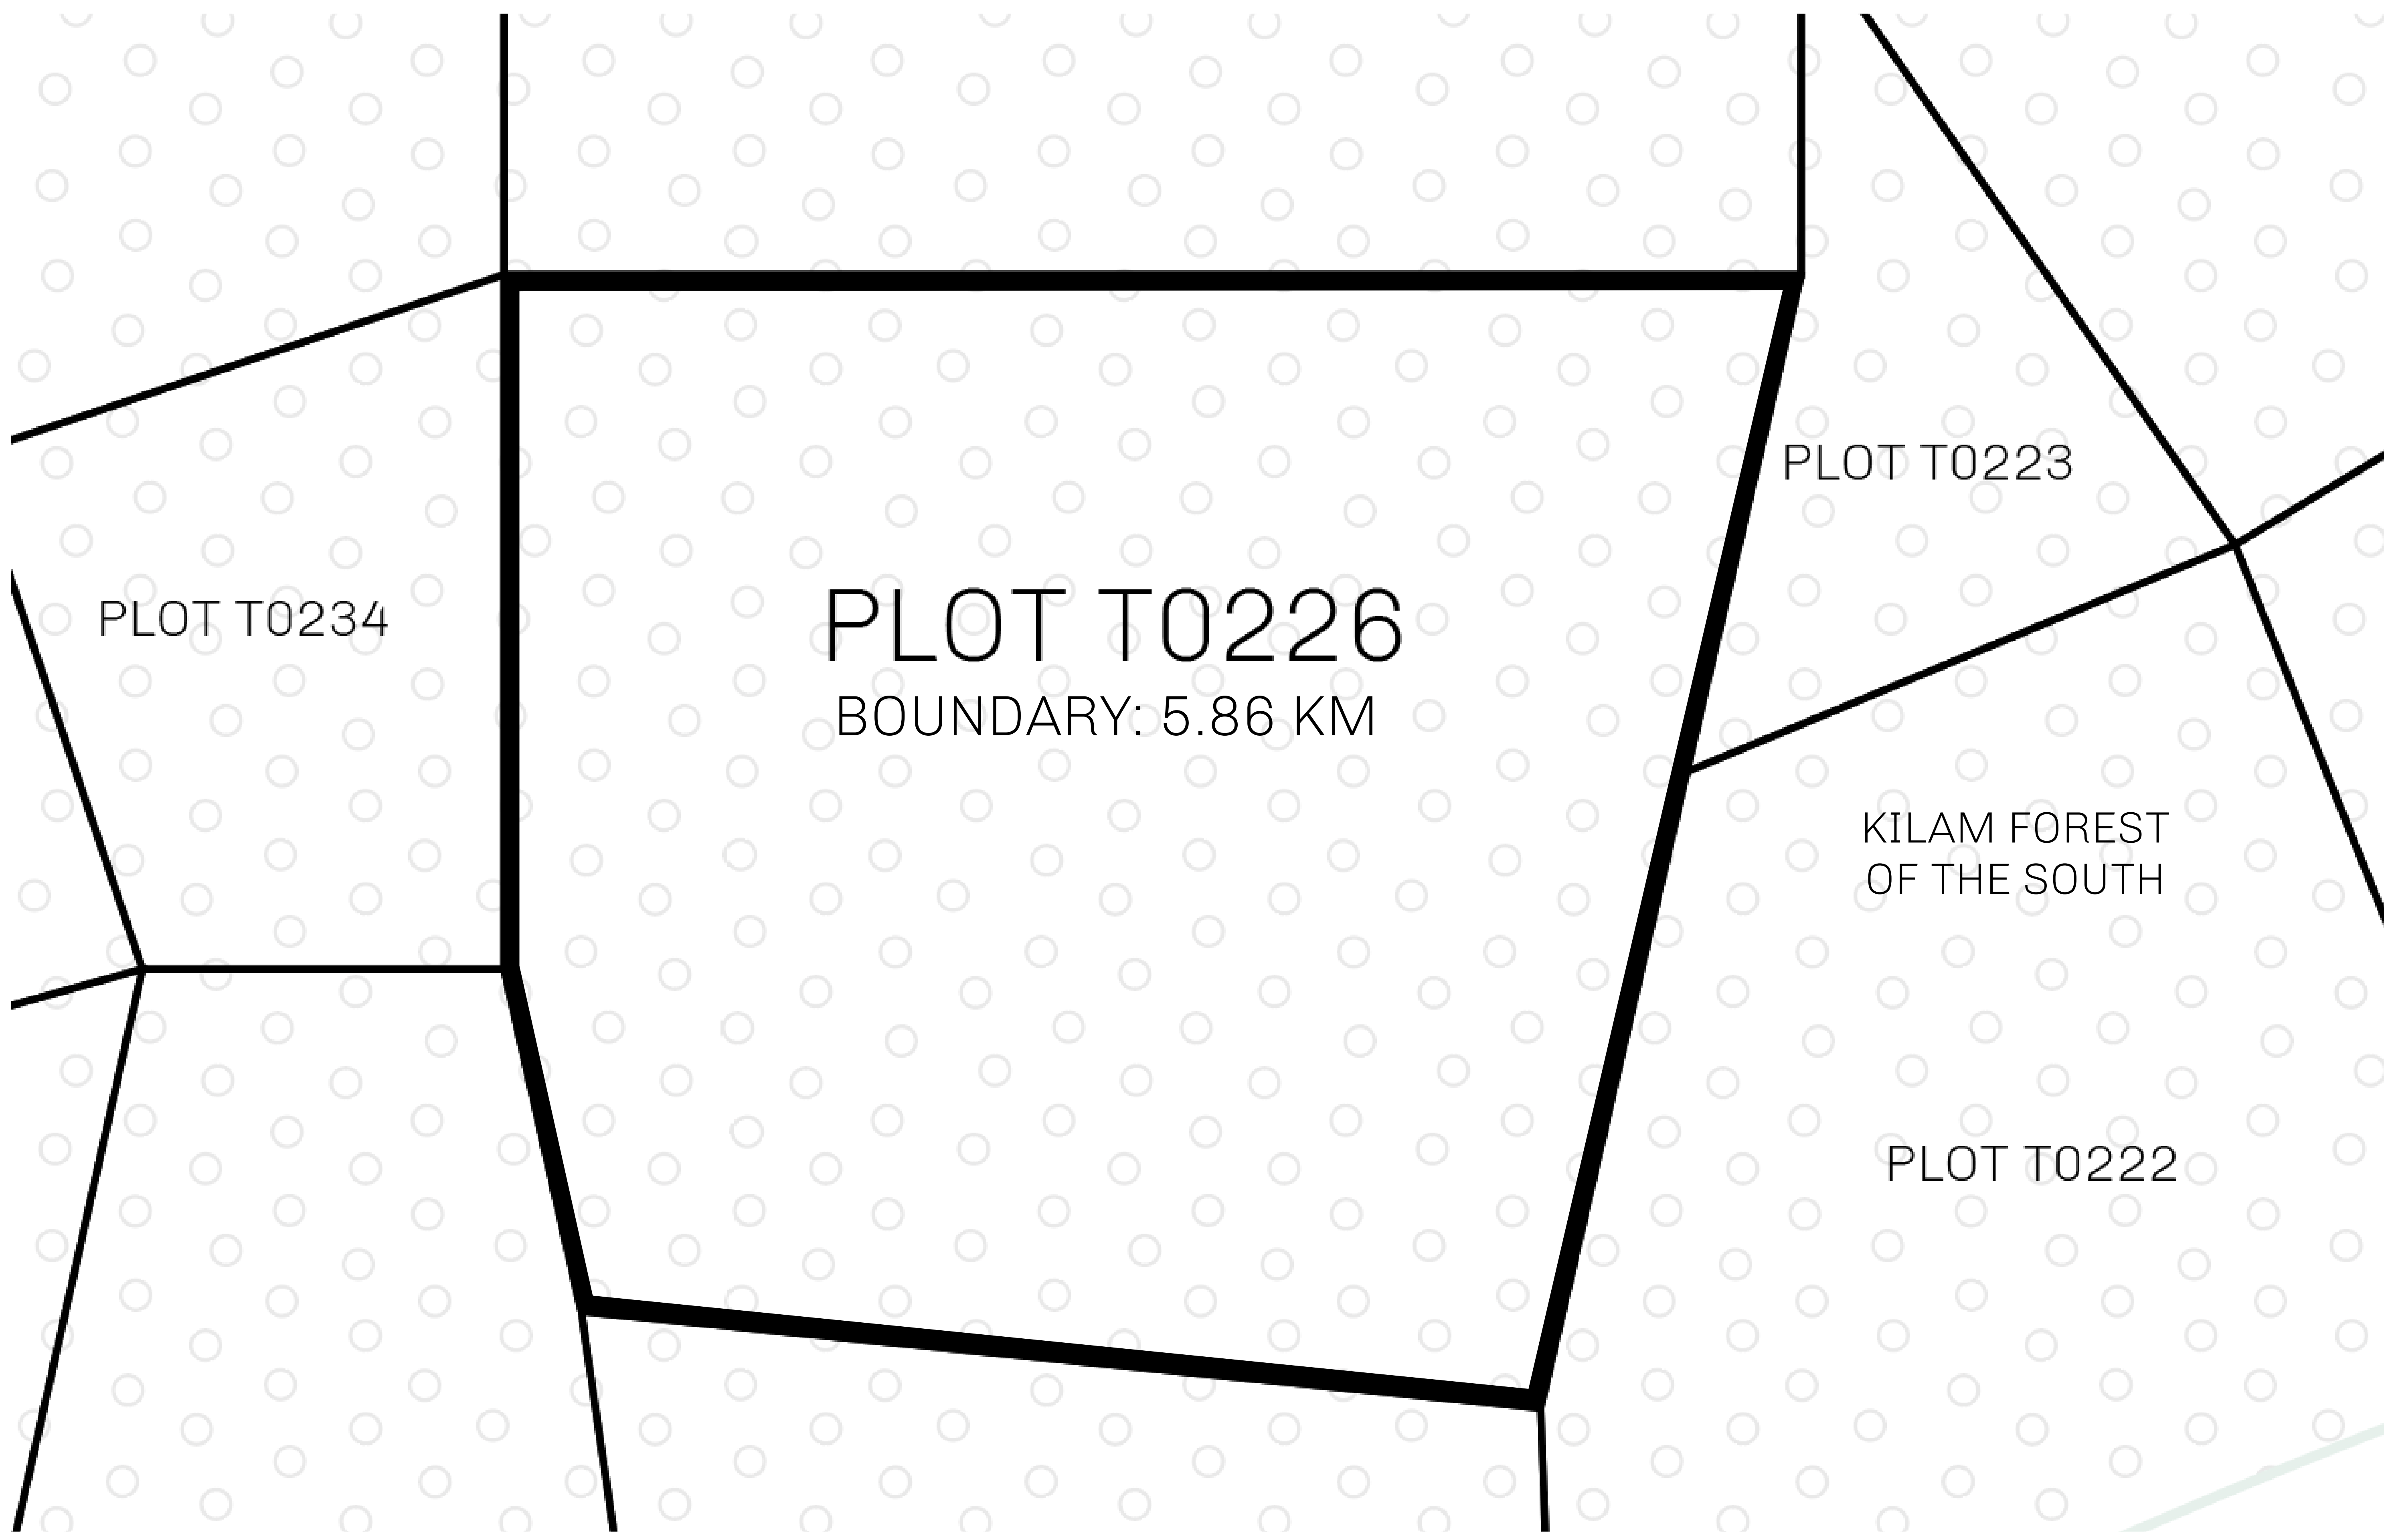 PLOT T0223
PLOT T0234
PLOT T0226
BOUNDARY: 5.86 KM
KILAM FOREST
OF THE SOUTH
PLOT T0222